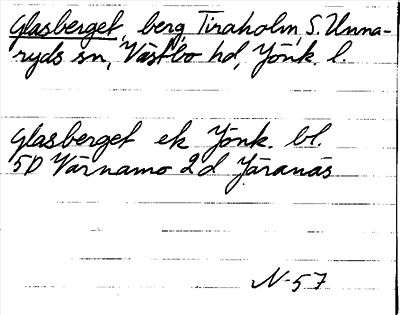 Glasberget, berg, Tiraholm, S. Unna-
ryds sn, Västbo hd, Jönk. l.
Glasberget ek Jönk. bl.
5D Värnamo 2d Järanäs
N-57